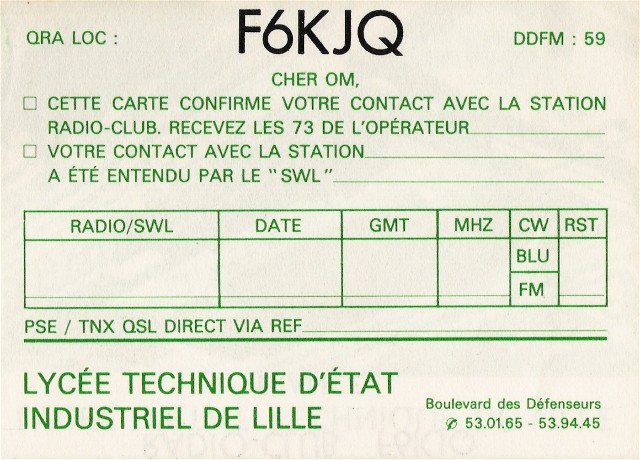 QRA LOC : F6KJQ DDFM : 59
CHER OM,
☐ CETTE CARTE CONFIRME VOTRE CONTACT AVEC LA STATION
RADIO-CLUB. RECEVEZ LES 73 DE L'OPÉRATEUR
☐ VOTRE CONTACT AVEC LA STATION
A ÉTÉ ENTENDU PAR LE "SWL"
RADIO/SWL DATE GMT MHZ CW RST
BLU
FM
PSE / TNX QSL DIRECT VIA REF
LYCÉE TECHNIQUE D'ÉTAT
INDUSTRIEL DE LILLE
Boulevard des Défenseurs
✆ 53.01.65 - 53.94.45
RADIO-CLUB F6KJQ